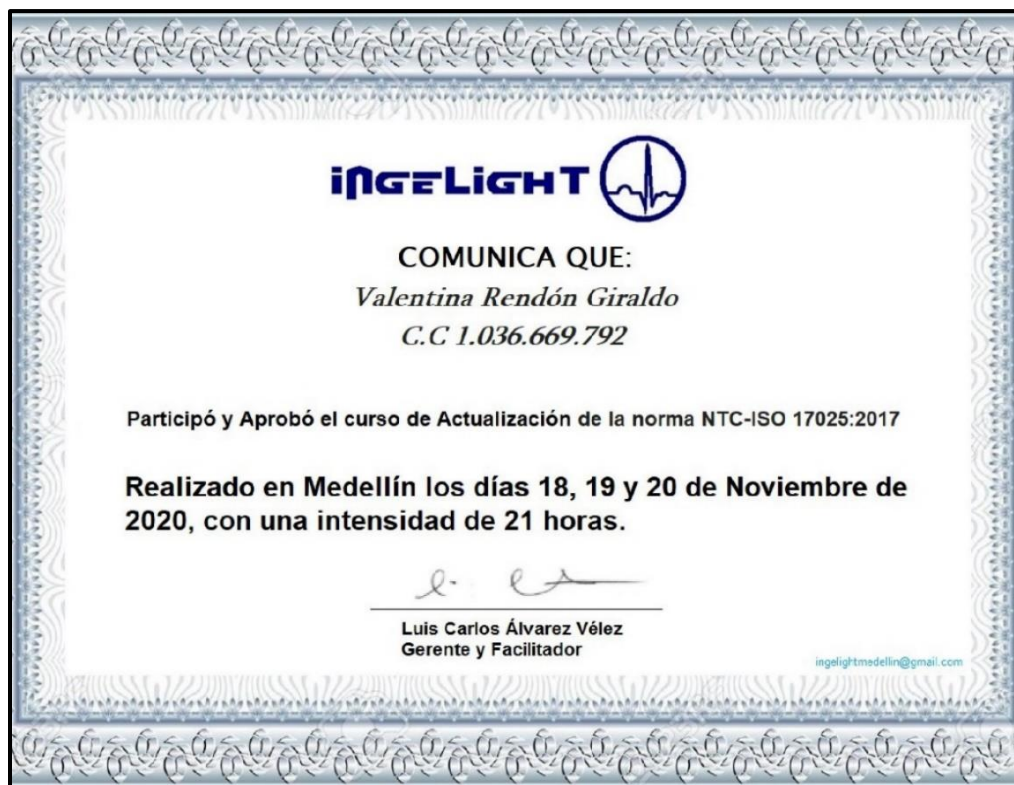 iNGELiGHT
COMUNICA QUE:
Valentina Rendón Giraldo
C.C 1.036.669.792
Participó y Aprobó el curso de Actualización de la norma NTC-ISO 17025:2017
Realizado en Medellín los días 18, 19 y 20 de Noviembre de
2020, con una intensidad de 21 horas.
Luis Carlos Álvarez Vélez
Gerente y Facilitador
ingelightmedellin@gmail.com